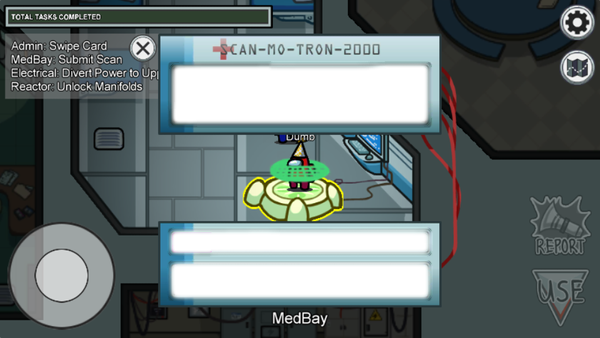 TOTAL TASKS COMPLETED
Admin: Swipe Card
MedBay: Submit Scan
Electrical: Divert Power to Upp
Reactor: Unlock Manifolds
SCAN-MO-TRON-2000
Dumb
REPORT
USE
MedBay